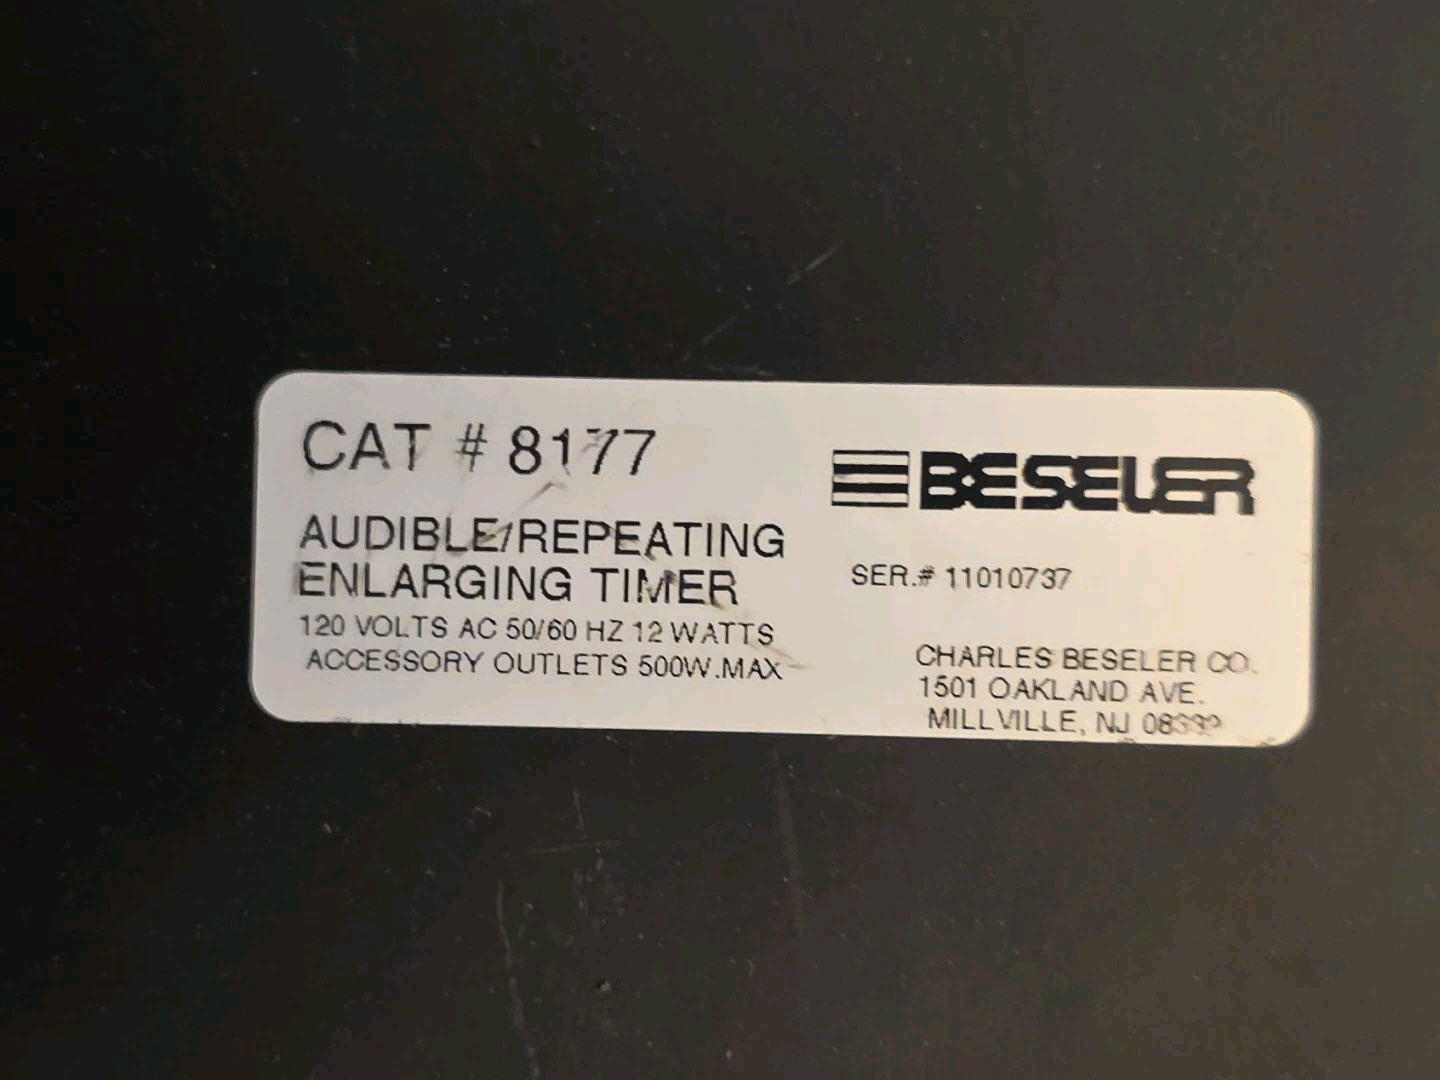 CAT # 8177
AUDIBLE/REPEATING
ENLARGING TIMER
120 VOLTS AC 50/60 HZ 12 WATTS
ACCESSORY OUTLETS 500W.MAX
BESELER
SER.# 11010737
CHARLES BESELER CO.
1501 OAKLAND AVE.
MILLVILLE, NJ